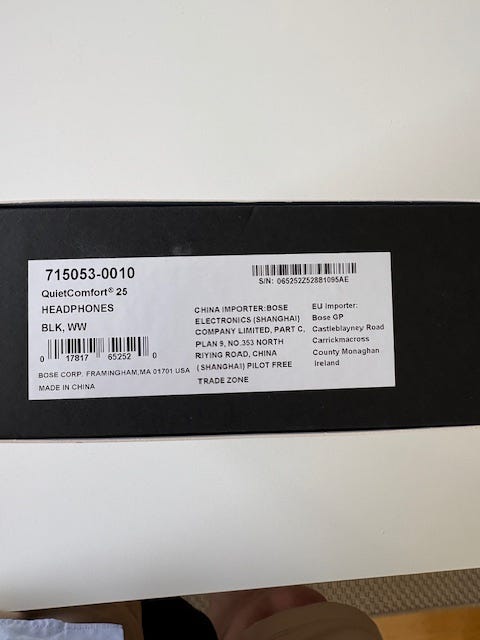 715053-0010
QuietComfort® 25
HEADPHONES
BLK, WW
0 17817 65252 0
BOSE CORP. FRAMINGHAM,MA 01701 USA
MADE IN CHINA
S/N: 065252Z52881095AE
CHINA IMPORTER:BOSE
ELECTRONICS (SHANGHAI)
COMPANY LIMITED, PART C,
PLAN 9, NO.353 NORTH
RIYING ROAD, CHINA
(SHANGHAI) PILOT FREE
TRADE ZONE
EU Importer:
Bose GP
Castleblayney Road
Carrickmacross
County Monaghan
Ireland